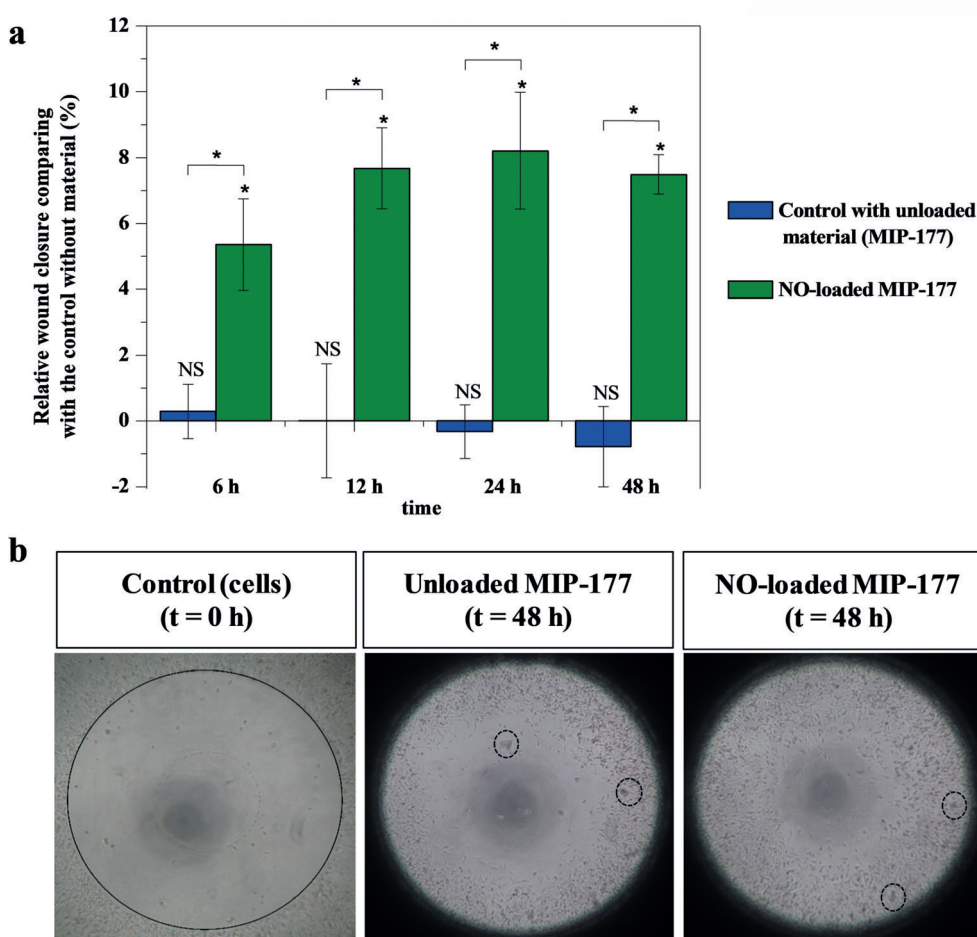 a
Relative wound closure comparing
with the control without material (%)
12
10
8
6
4
2
0
-2
*
*
*
*
*
*
*
*
NS
NS
NS
NS
6 h
12 h
24 h
48 h
time
Control with unloaded
material (MIP-177)
NO-loaded MIP-177
b
Control (cells)
(t = 0 h)
Unloaded MIP-177
(t = 48 h)
NO-loaded MIP-177
(t = 48 h)